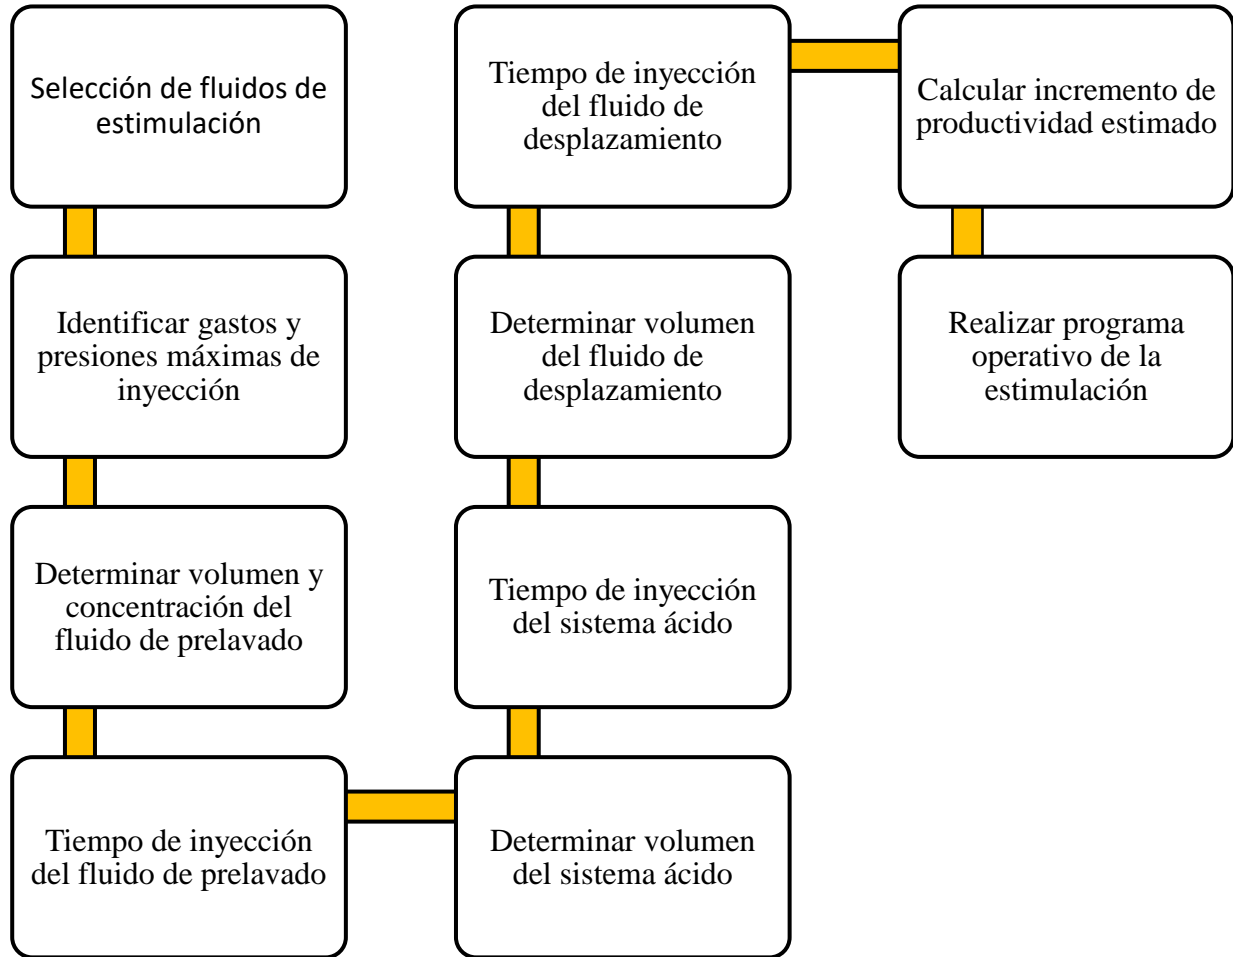 Selección de fluidos de
estimulación
Identificar gastos y
presiones máximas de
inyección
Determinar volumen y
concentración del
fluido de prelavado
Tiempo de inyección
del fluido de prelavado
Determinar volumen
del sistema ácido
Tiempo de inyección
del sistema ácido
Determinar volumen
del fluido de
desplazamiento
Tiempo de inyección
del fluido de
desplazamiento
Calcular incremento de
productividad estimado
Realizar programa
operativo de la
estimulación